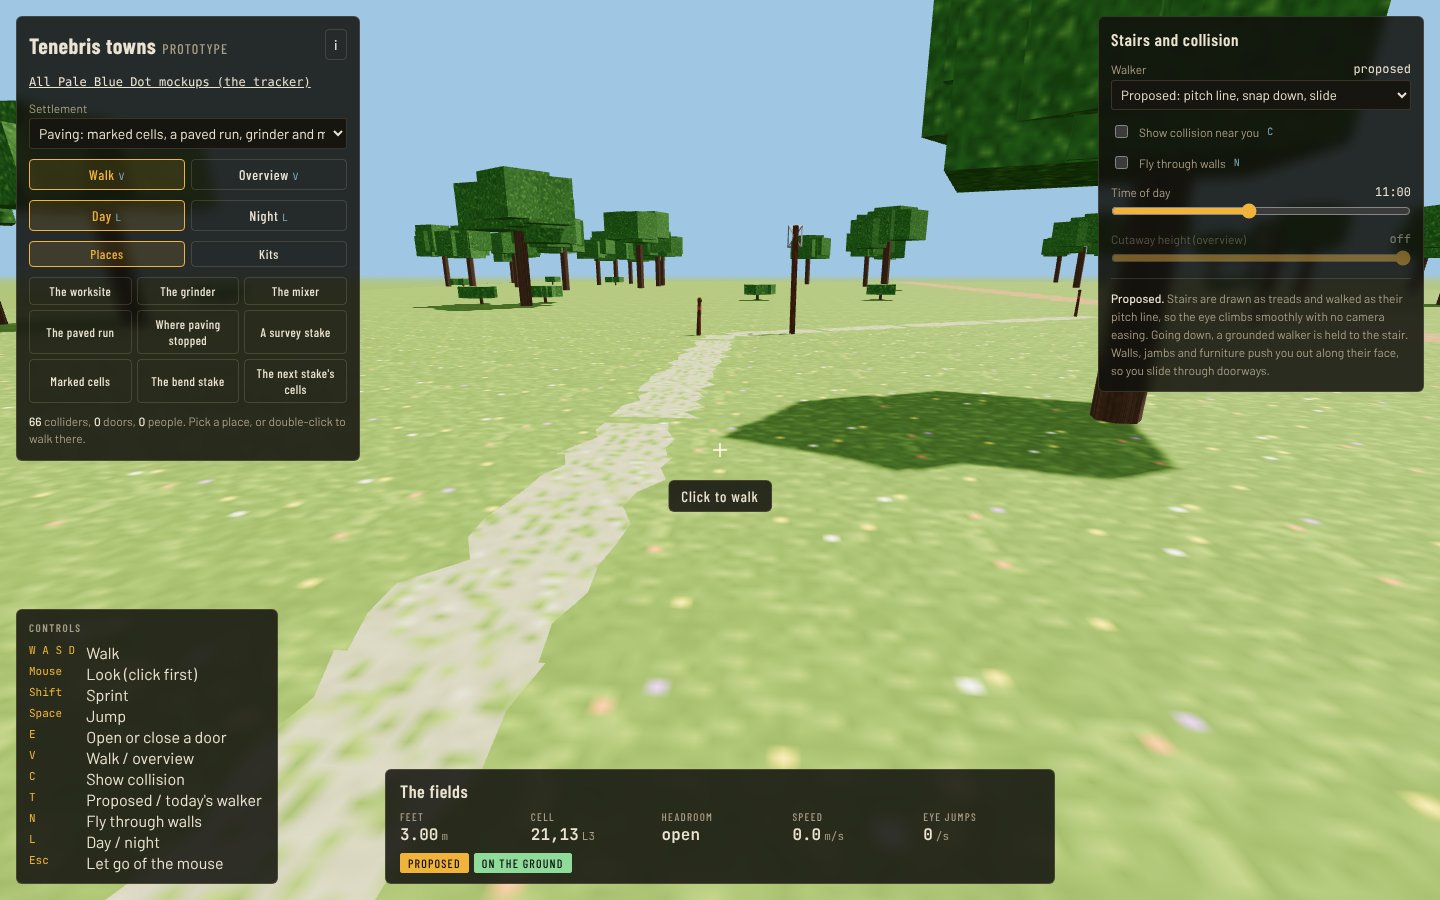 Tenebris towns PROTOTYPE
i
All Pale Blue Dot mockups (the tracker)
Settlement
Paving: marked cells, a paved run, grinder and m
Walk V
Overview V
Day L
Night L
Places
Kits
The worksite
The grinder
The mixer
The paved run
Where paving stopped
A survey stake
Marked cells
The bend stake
The next stake's cells
66 colliders, 0 doors, 0 people. Pick a place, or double-click to
walk there.
Stairs and collision
Walker proposed
Proposed: pitch line, snap down, slide
Show collision near you C
Fly through walls N
Time of day 11:00
Cutaway height (overview) off
Proposed. Stairs are drawn as treads and walked as their
pitch line, so the eye climbs smoothly with no camera
easing. Going down, a grounded walker is held to the stair.
Walls, jambs and furniture push you out along their face,
so you slide through doorways.
Click to walk
CONTROLS
W A S D Walk
Mouse Look (click first)
Shift Sprint
Space Jump
E Open or close a door
V Walk / overview
C Show collision
T Proposed / today's walker
N Fly through walls
L Day / night
Esc Let go of the mouse
The fields
FEET CELL HEADROOM SPEED EYE JUMPS
3.00 m 21,13 L3 open 0.0 m/s 0 /s
PROPOSED ON THE GROUND